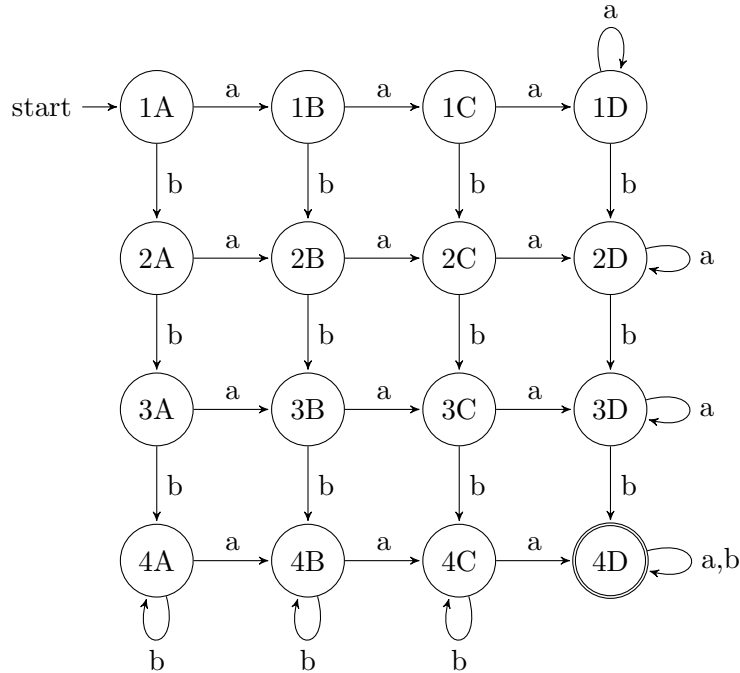 a
start 1A a 1B a 1C a 1D
b b b b
2A a 2B a 2C a 2D a
b b b b
3A a 3B a 3C a 3D a
b b b b
4A a 4B a 4C a 4D a,b
b b b